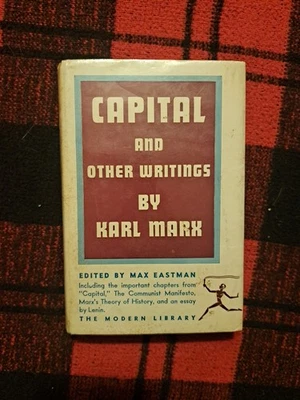 CAPITAL
AND
OTHER WRITINGS
BY
KARL MARX
EDITED BY MAX EASTMAN
Including the important chapters from
"Capital," The Communist Manifesto,
Marx's Theory of History, and an essay
by Lenin.
THE MODERN LIBRARY